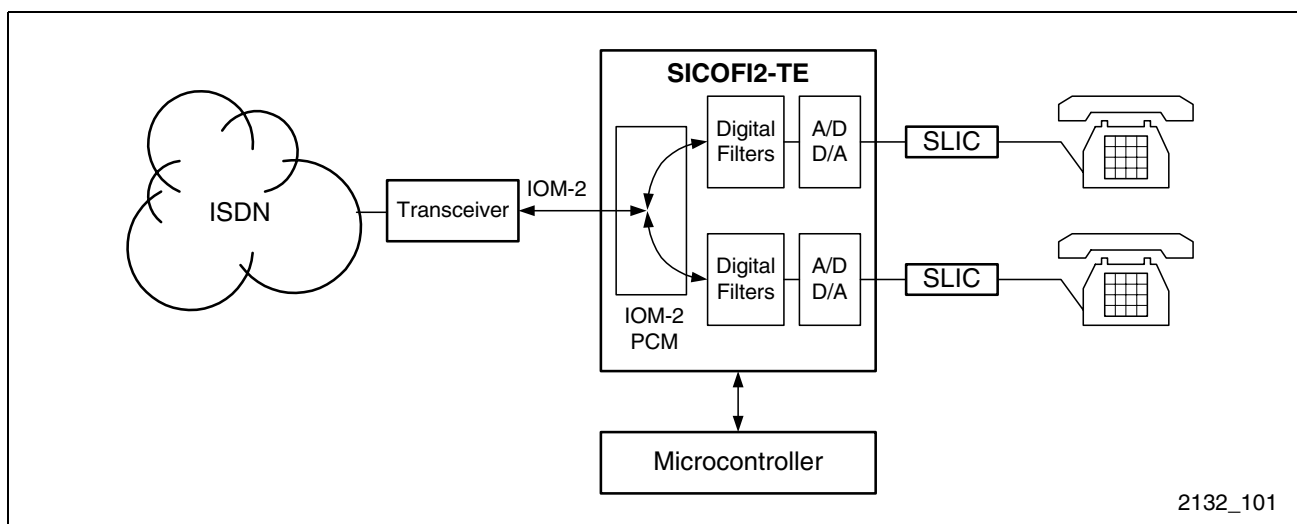 SICOFI2-TE
Digital
Filters
A/D
D/A
SLIC
ISDN
Transceiver
IOM-2
Digital
Filters
A/D
D/A
SLIC
IOM-2
PCM
Microcontroller
2132_101